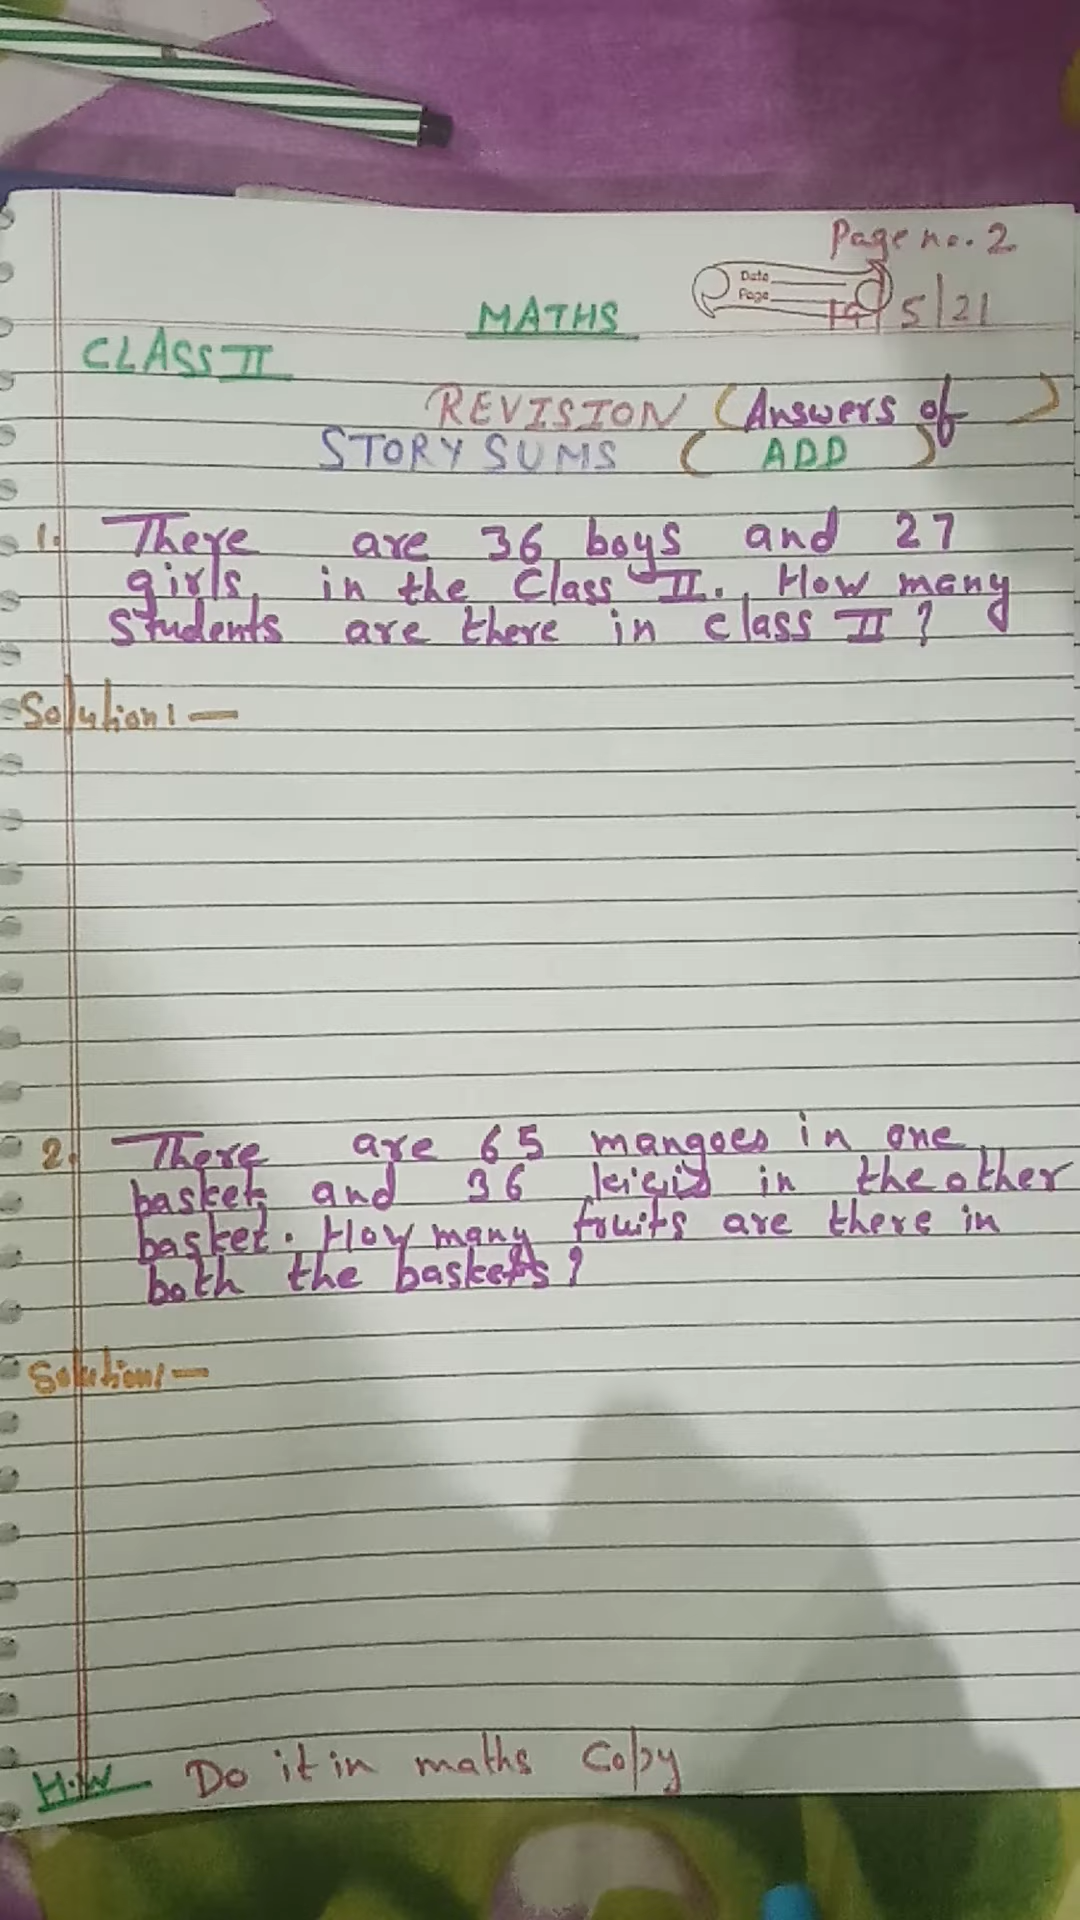 Page no. 2
Date
Page
19/5/21
MATHS
CLASS II
REVISION (Answers of )
STORY SUMS ( ADD )
1. There are 36 boys and 27
girls, in the Class II. How many
Students are there in class II ?
Solution:-
2. There are 65 mangoes in one
basket, and 36 in the other
basket. How many fruits are there in
both the baskets?
Solution:-
H.W Do it in maths Copy